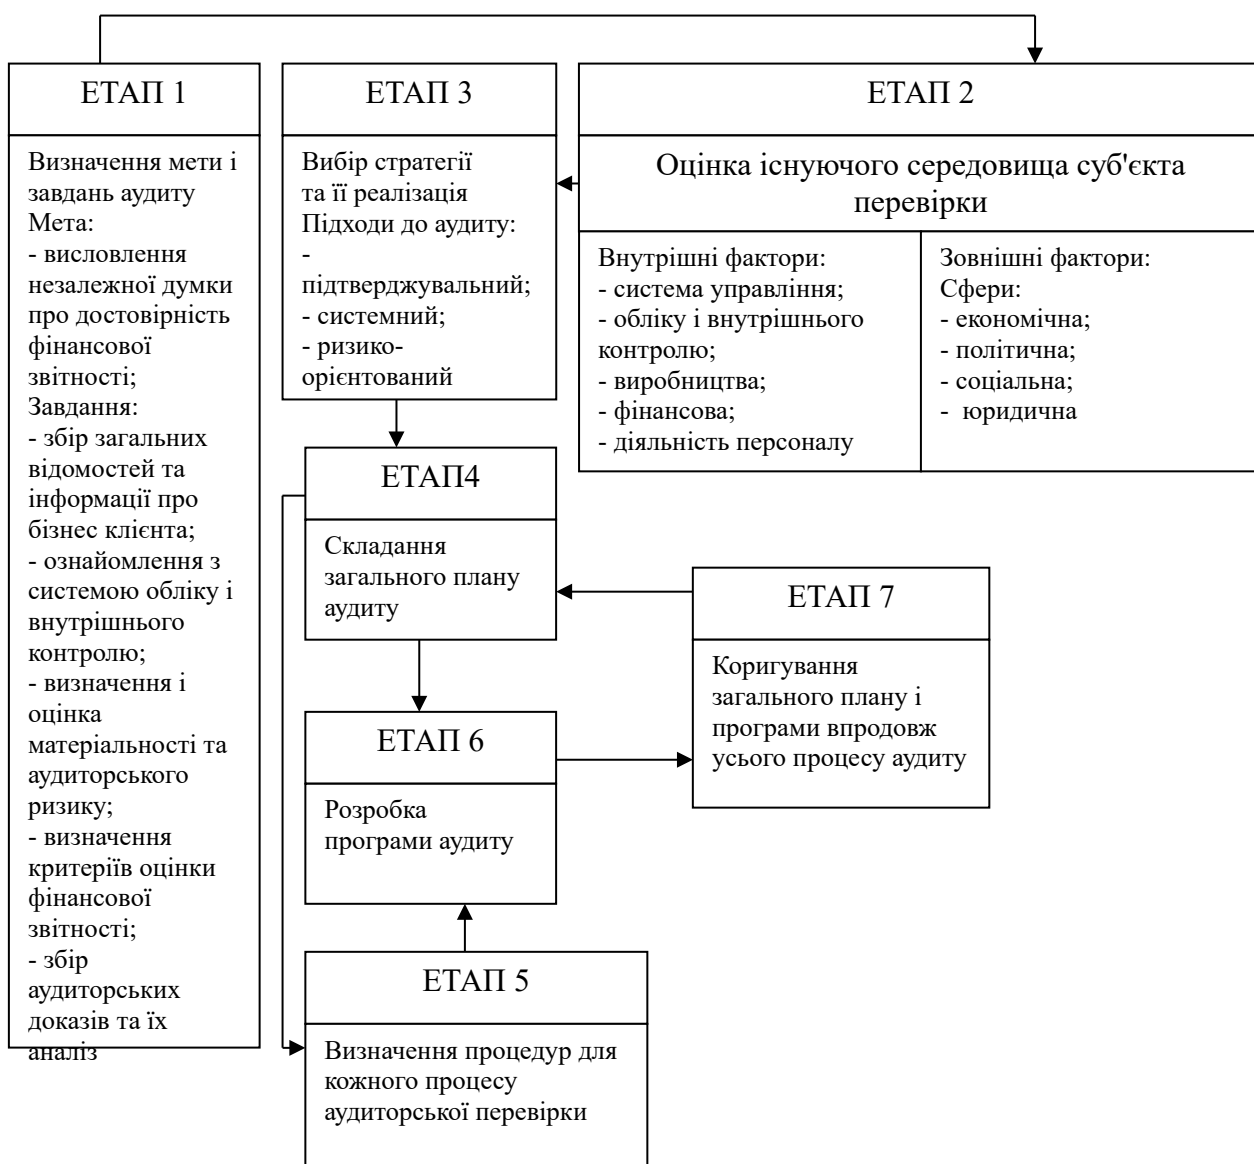 ЕТАП 1
Визначення мети і
завдань аудиту
Мета:
- висловлення
незалежної думки
про достовірність
фінансової
звітності;
Завдання:
- збір загальних
відомостей та
інформації про
бізнес клієнта;
- ознайомлення з
системою обліку і
внутрішнього
контролю;
- визначення і
оцінка
матеріальності та
аудиторського
ризику;
- визначення
критеріїв оцінки
фінансової
звітності;
- збір
аудиторських
доказів та їх
аналіз
ЕТАП 3
Вибір стратегії
та її реалізація
Підходи до аудиту:
-
підтверджувальний;
- системний;
- ризико-
орієнтований
ЕТАП 2
Оцінка існуючого середовища суб'єкта
перевірки
Внутрішні фактори:
- система управління;
- обліку і внутрішнього
контролю;
- виробництва;
- фінансова;
- діяльність персоналу
Зовнішні фактори:
Сфери:
- економічна;
- політична;
- соціальна;
- юридична
ЕТАП4
Складання
загального плану
аудиту
ЕТАП 7
Коригування
загального плану і
програми впродовж
усього процесу аудиту
ЕТАП 6
Розробка
програми аудиту
ЕТАП 5
Визначення процедур для
кожного процесу
аудиторської перевірки